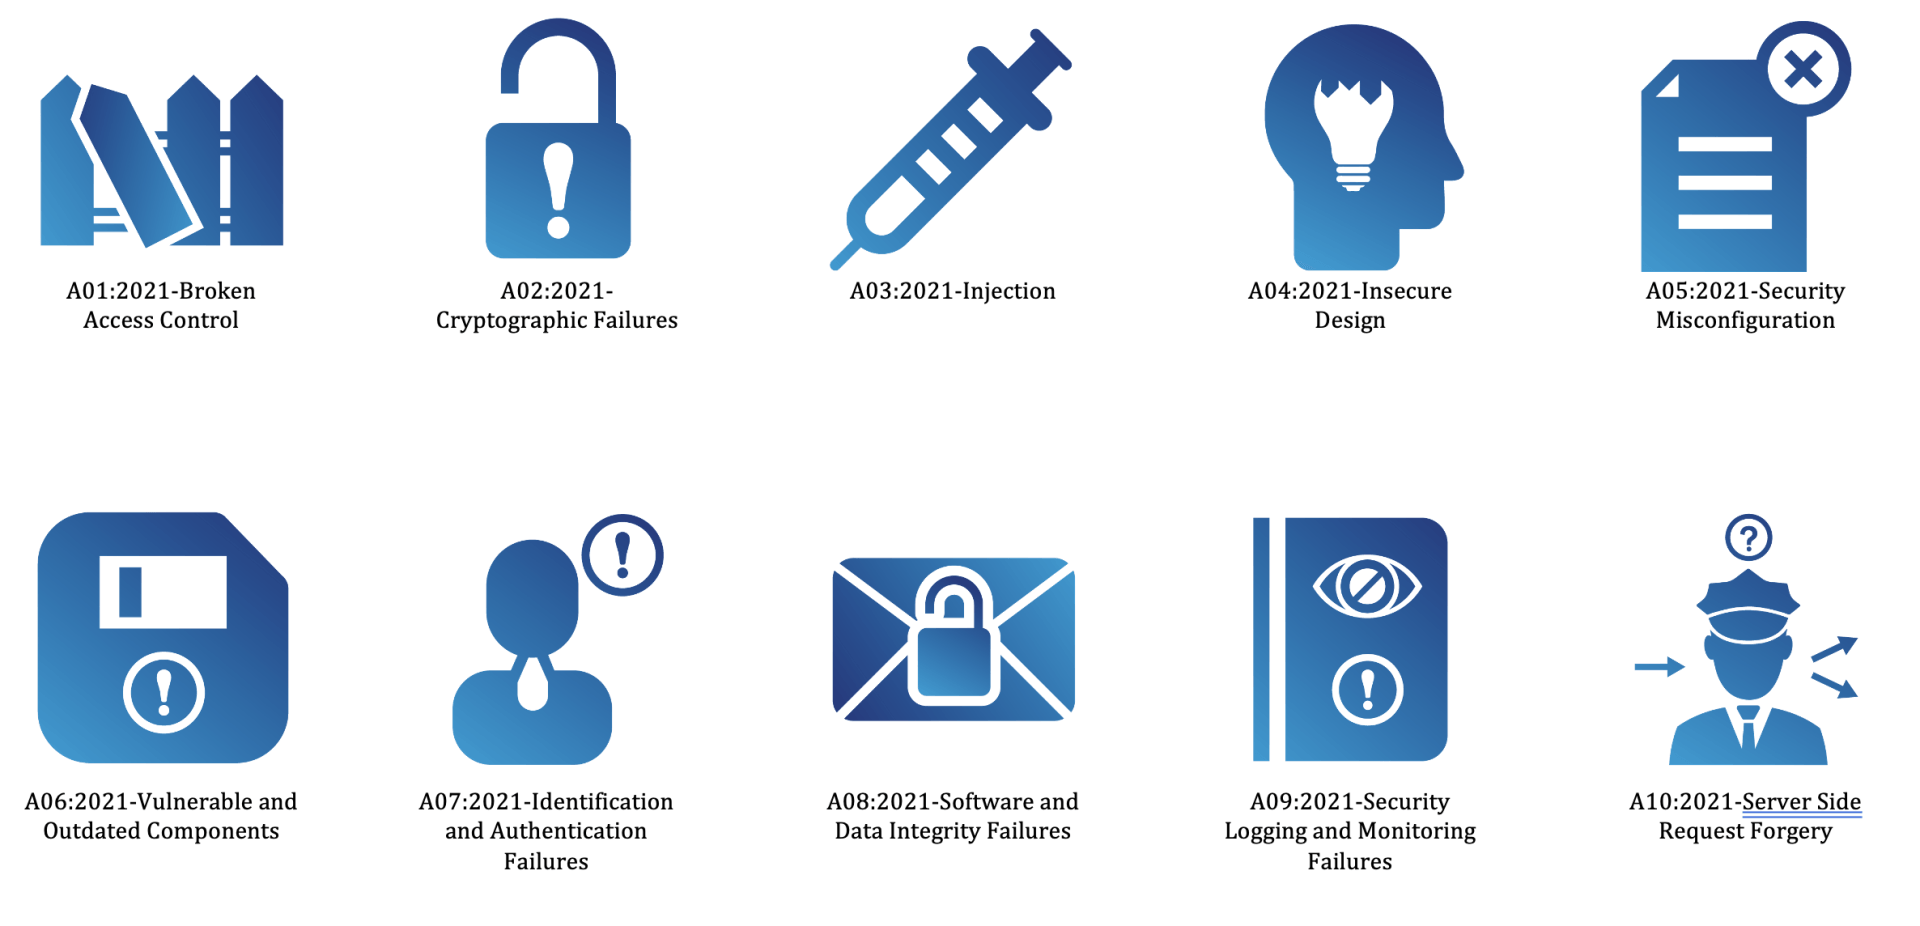 A01:2021-Broken
Access Control
A02:2021-
Cryptographic Failures
A03:2021-Injection
A04:2021-Insecure
Design
A05:2021-Security
Misconfiguration
?
A06:2021-Vulnerable and
Outdated Components
A07:2021-Identification
and Authentication
Failures
A08:2021-Software and
Data Integrity Failures
A09:2021-Security
Logging and Monitoring
Failures
A10:2021-Server Side
Request Forgery